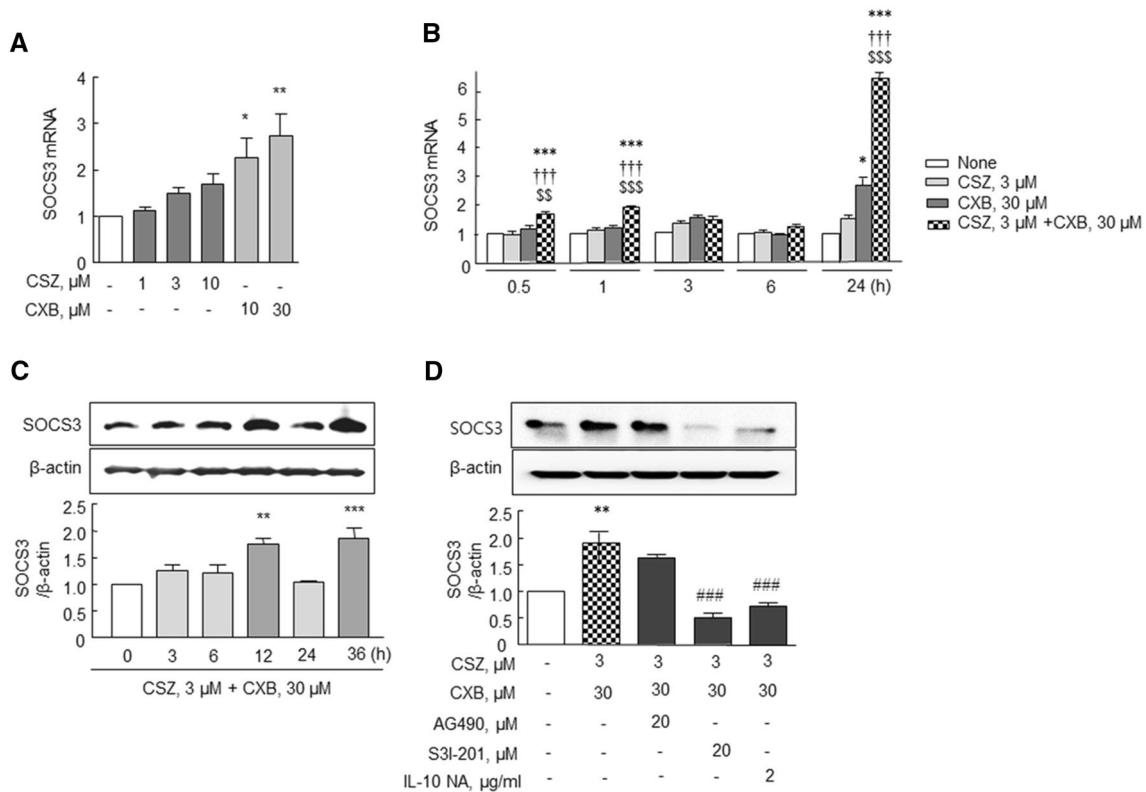 A
SOCS3 mRNA
4
3
2
1
0
*
**
CSZ, µM - 1 3 10 - -
CXB, µM - - - - 10 30
B
SOCS3 mRNA
6
5
4
3
2
1
0
***
†††
$$
***
†††
$$$
*
***
†††
$$$
0.5 1 3 6 24 (h)
None
CSZ, 3 µM
CXB, 30 µM
CSZ, 3 µM +CXB, 30 µM
C
SOCS3
β-actin
SOCS3
/β-actin
2.5
2.0
1.5
1.0
0.5
0
**
***
0 3 6 12 24 36 (h)
CSZ, 3 µM + CXB, 30 µM
D
SOCS3
β-actin
SOCS3
/β-actin
2.5
2.0
1.5
1.0
0.5
0
**
###
###
CSZ, µM - 3 3 3 3
CXB, µM - 30 30 30 30
AG490, µM - - 20 - -
S3I-201, µM - - - 20 -
IL-10 NA, µg/ml - - - - 2